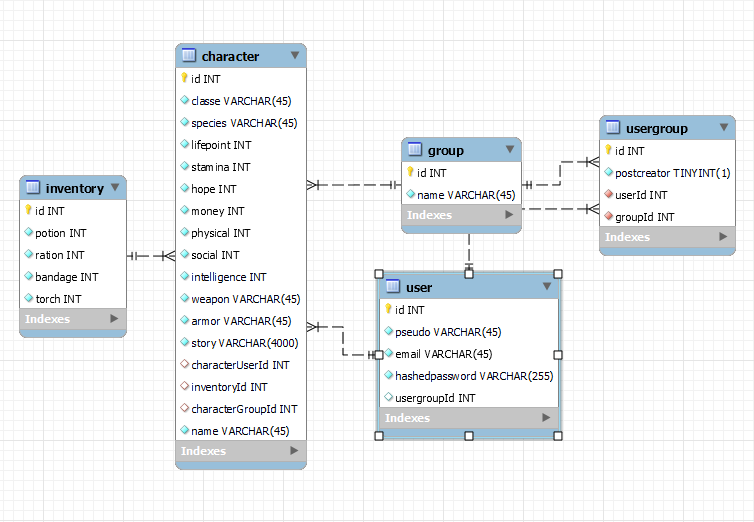 character
id INT
classe VARCHAR(45)
species VARCHAR(45)
lifepoint INT
stamina INT
hope INT
money INT
physical INT
social INT
intelligence INT
weapon VARCHAR(45)
armor VARCHAR(45)
story VARCHAR(4000)
characterUserId INT
inventoryId INT
characterGroupId INT
name VARCHAR(45)
Indexes
inventory
id INT
potion INT
ration INT
bandage INT
torch INT
Indexes
group
id INT
name VARCHAR(45)
Indexes
usergroup
id INT
postcreator TINYINT(1)
userId INT
groupId INT
Indexes
user
id INT
pseudo VARCHAR(45)
email VARCHAR(45)
hashedpassword VARCHAR(255)
usergroupId INT
Indexes